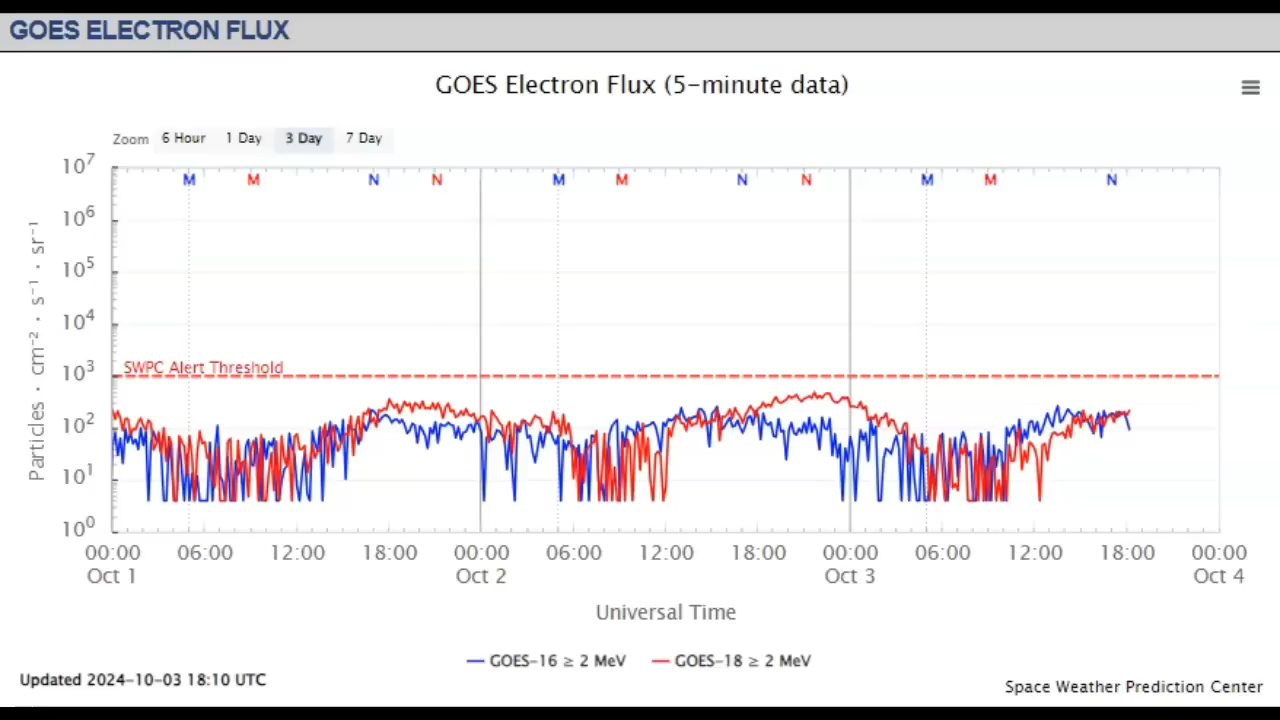 GOES ELECTRON FLUX
GOES Electron Flux (5-minute data)
Zoom 6 Hour 1 Day 3 Day 7 Day
M M N N M M N N M M N
10⁷
10⁶
10⁵
10⁴
10³
10²
10¹
10⁰
Particles · cm⁻² · s⁻¹ · sr⁻¹
SWPC Alert Threshold
00:00 06:00 12:00 18:00 00:00 06:00 12:00 18:00 00:00 06:00 12:00 18:00 00:00
Oct 1 Oct 2 Oct 3 Oct 4
Universal Time
GOES-16 ≥ 2 MeV GOES-18 ≥ 2 MeV
Updated 2024-10-03 18:10 UTC
Space Weather Prediction Center